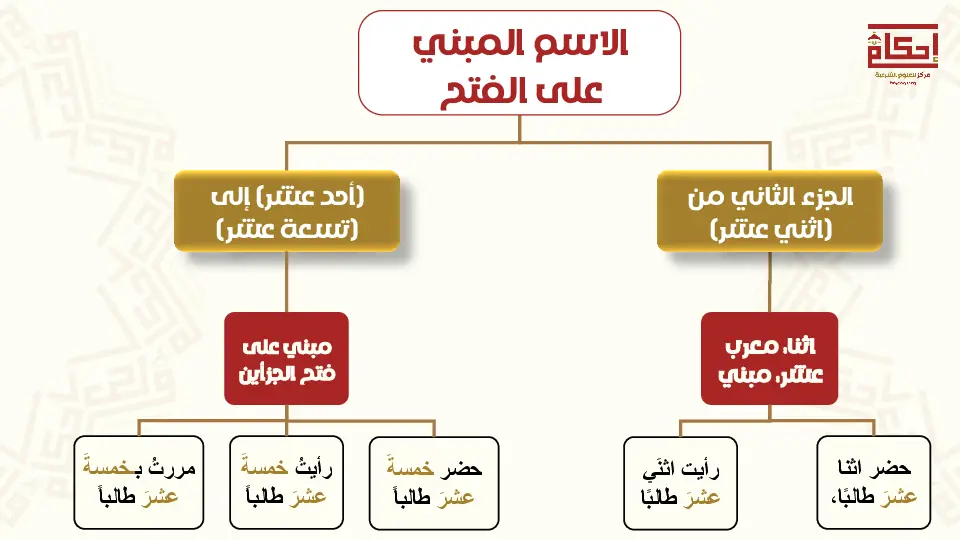 الاسم المبني
على الفتح
إحكام
مركز للعلوم الشرعية
الجزء الثاني من
(اثني عشر)
(أحد عشر) إلى
(تسعة عشر)
اثنا، معرب
عشر، مبني
مبني على
فتح الجزأين
حضر اثنا
عشرَ طالبًا،
رأيت اثنَي
عشرَ طالبًا
حضر خمسةَ
عشرَ طالباً
رأيتُ خمسةَ
عشرَ طالباً
مررتُ بـخمسةَ
عشرَ طالباً